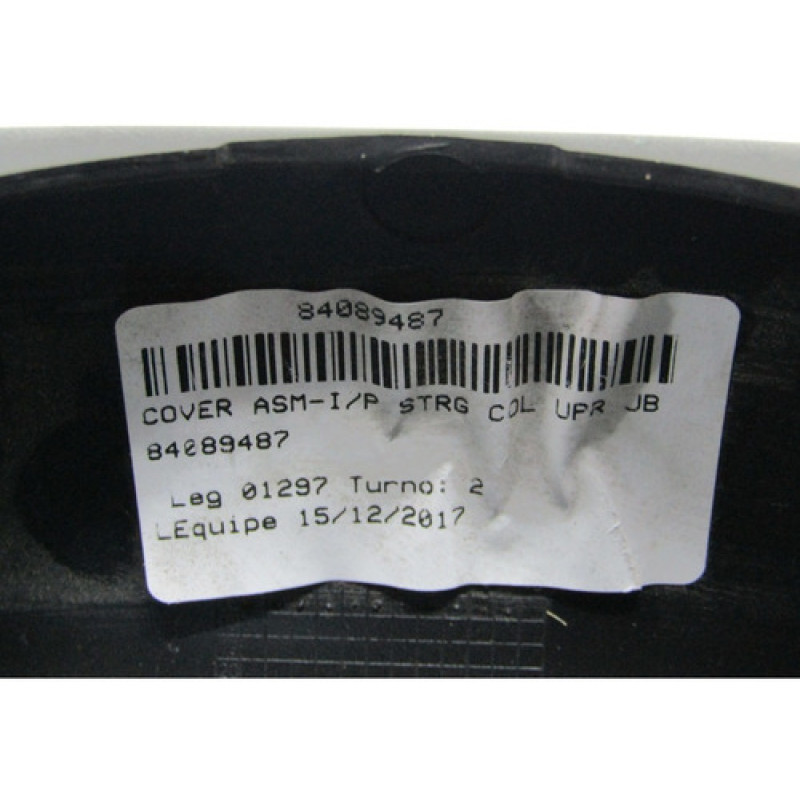 84089487
COVER ASM-I/P STRG COL UPR JB
84089487
Leg 01297 Turno: 2
LEquipe 15/12/2017